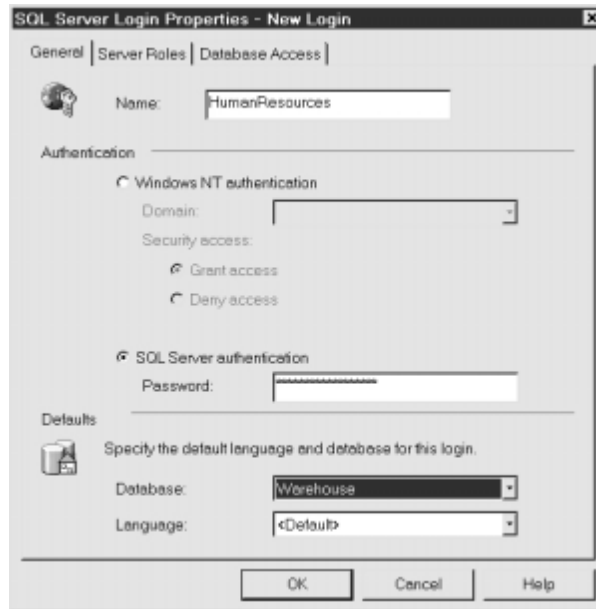 SQL Server Login Properties - New Login
General Server Roles Database Access
Name: HumanResources
Authentication
Windows NT authentication
Domain:
Security access:
Grant access
Deny access
SQL Server authentication
Password: ****************
Defaults
Specify the default language and database for this login.
Database: Warehouse
Language: <Default>
OK Cancel Help